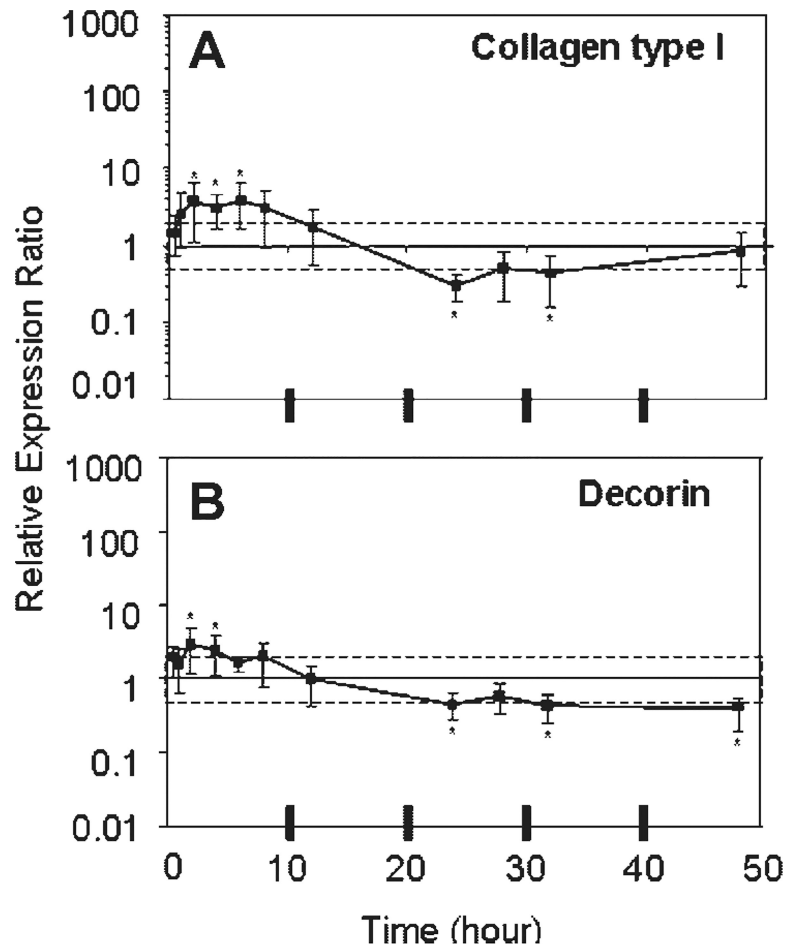 Relative Expression Ratio
A
Collagen type I
1000
100
10
1
0.1
0.01
* * *
* *
B
Decorin
1000
100
10
1
0.1
0.01
* *
* * *
0 10 20 30 40 50
Time (hour)